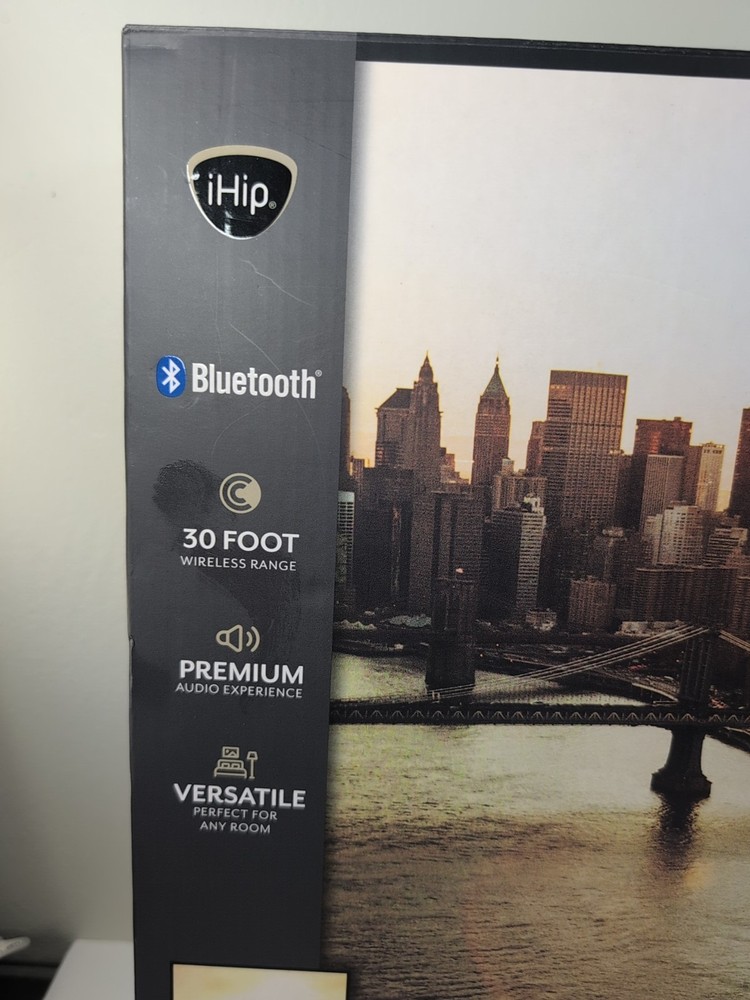 iHip®
Bluetooth®
30 FOOT
WIRELESS RANGE
PREMIUM
AUDIO EXPERIENCE
VERSATILE
PERFECT FOR
ANY ROOM